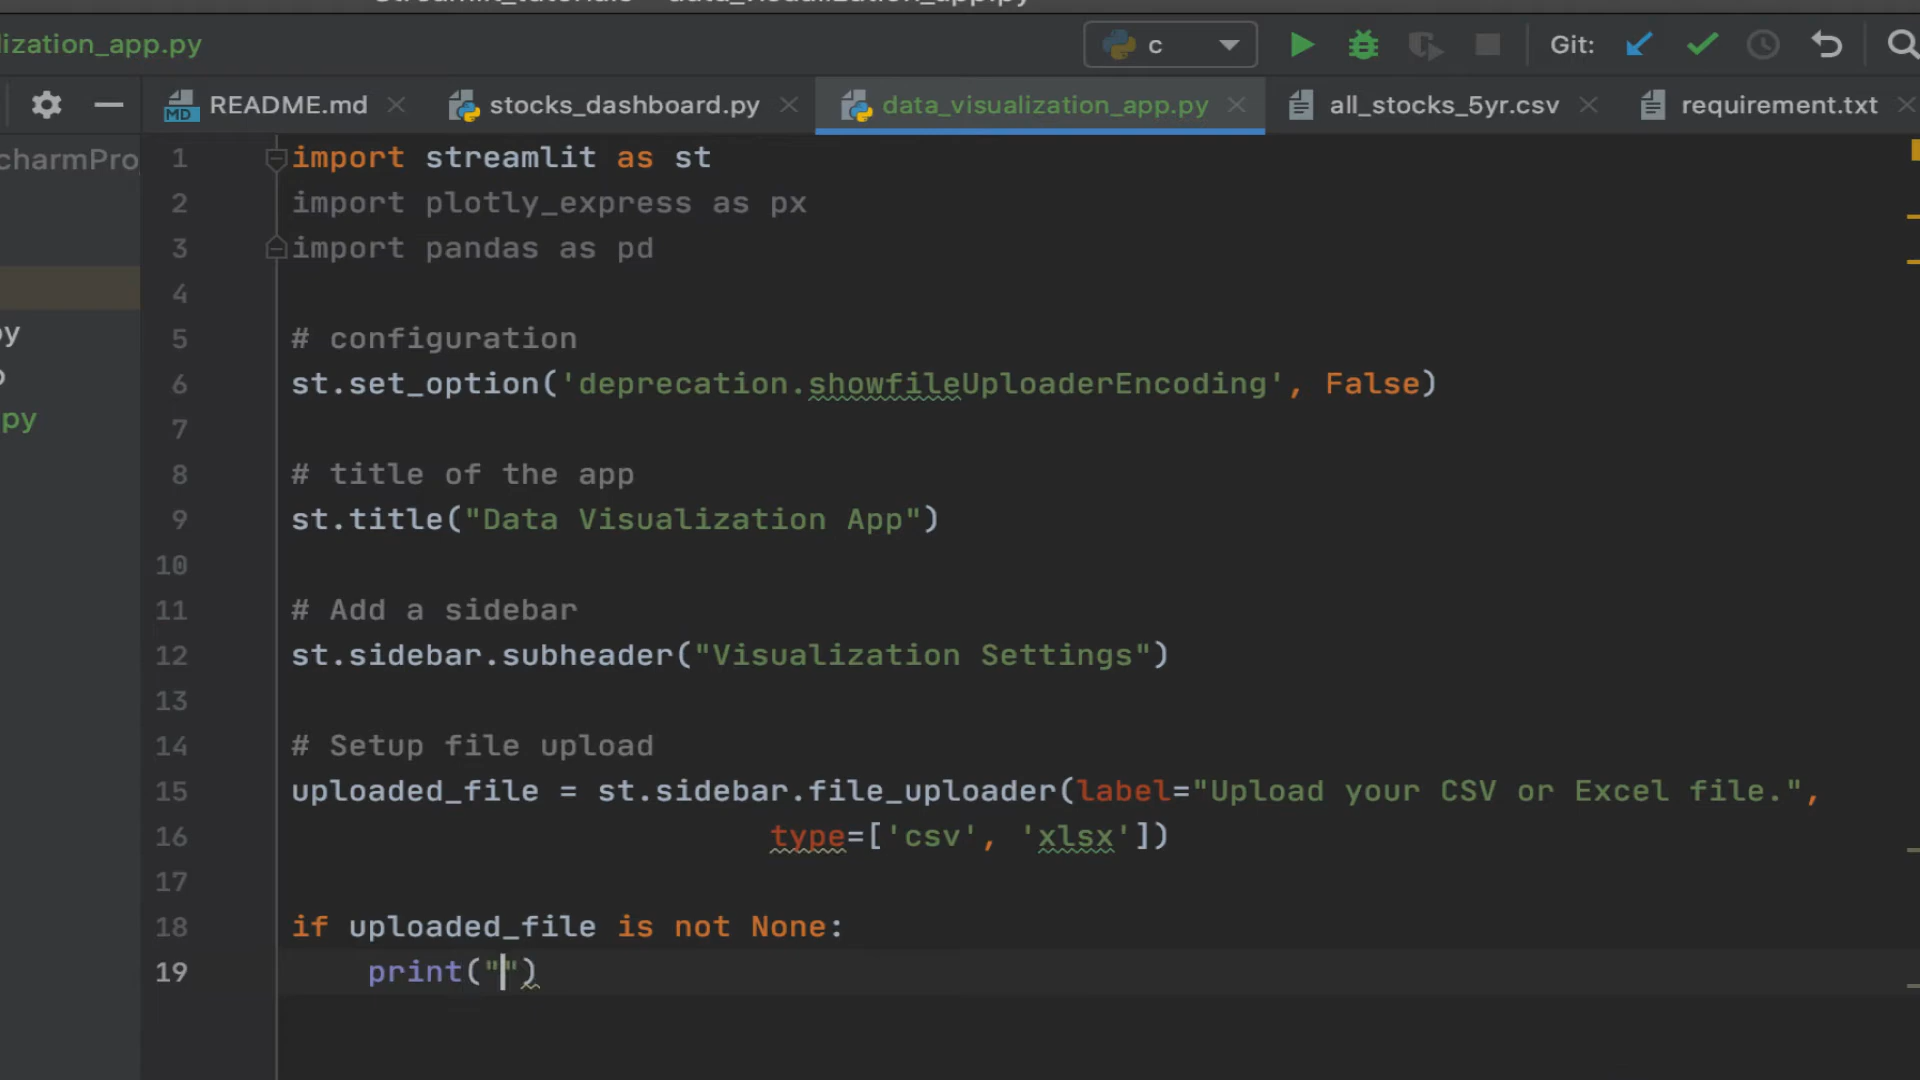 data_visualization_app.py
lization_app.py
c
Git:
README.md
stocks_dashboard.py
data_visualization_app.py
all_stocks_5yr.csv
requirement.txt
MD
charmPro
py
py
1 import streamlit as st
2 import plotly_express as px
3 import pandas as pd
4
5 # configuration
6 st.set_option('deprecation.showfileUploaderEncoding', False)
7
8 # title of the app
9 st.title("Data Visualization App")
10
11 # Add a sidebar
12 st.sidebar.subheader("Visualization Settings")
13
14 # Setup file upload
15 uploaded_file = st.sidebar.file_uploader(label="Upload your CSV or Excel file.",
16 type=['csv', 'xlsx'])
17
18 if uploaded_file is not None:
19 print("")